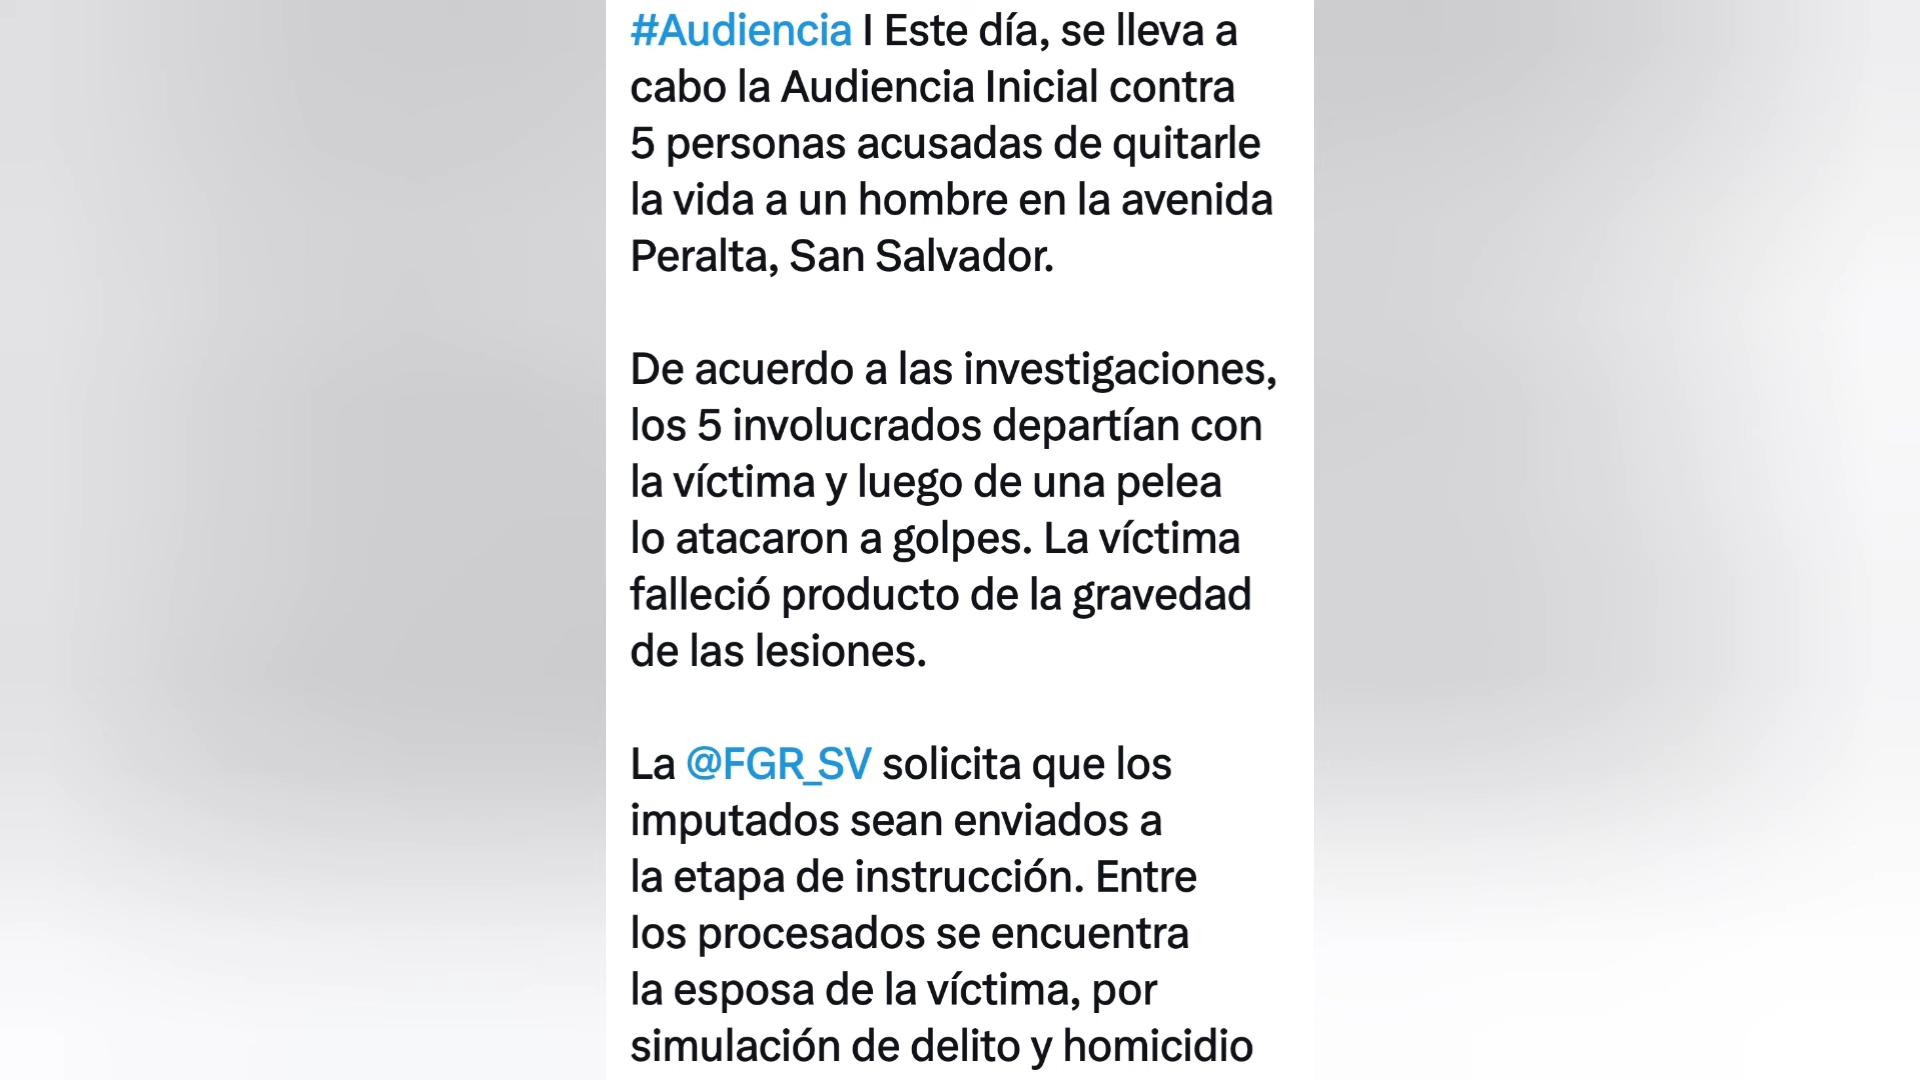 #Audiencia I Este día, se lleva a
cabo la Audiencia Inicial contra
5 personas acusadas de quitarle
la vida a un hombre en la avenida
Peralta, San Salvador.
De acuerdo a las investigaciones,
los 5 involucrados departían con
la víctima y luego de una pelea
lo atacaron a golpes. La víctima
falleció producto de la gravedad
de las lesiones.
La @FGR_SV solicita que los
imputados sean enviados a
la etapa de instrucción. Entre
los procesados se encuentra
la esposa de la víctima, por
simulación de delito y homicidio